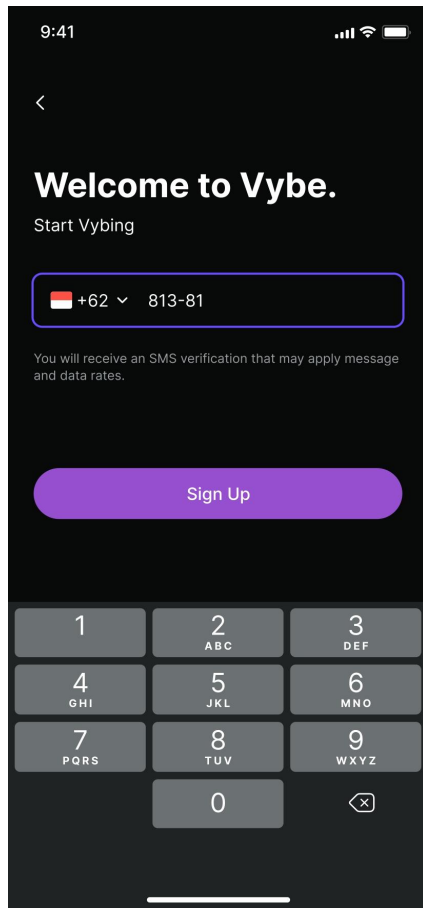 9:41
Welcome to Vybe.
Start Vybing
+62 813-81
You will receive an SMS verification that may apply message
and data rates.
Sign Up
1 2 3
ABC DEF
4 5 6
GHI JKL MNO
7 8 9
PQRS TUV WXYZ
0